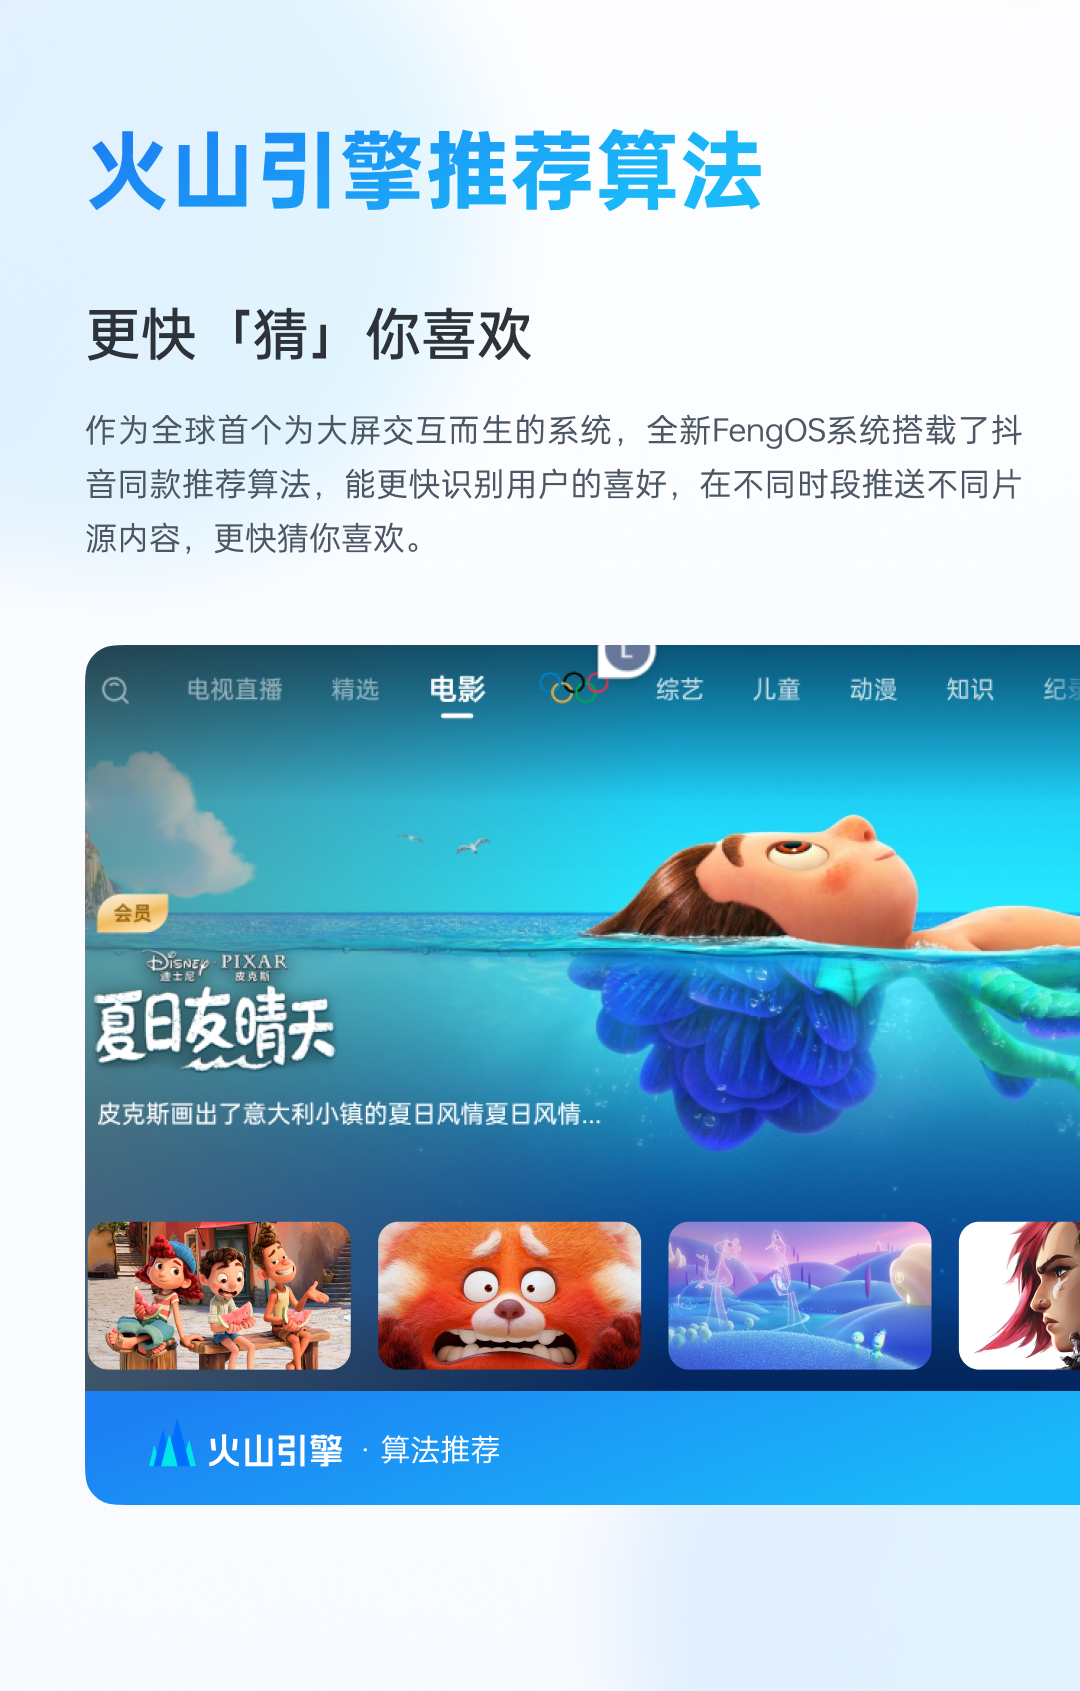 火山引擎推荐算法
更快「猜」你喜欢
作为全球首个为大屏交互而生的系统，全新FengOS系统搭载了抖
音同款推荐算法，能更快识别用户的喜好，在不同时段推送不同片
源内容，更快猜你喜欢。
L
电视直播 精选 电影 综艺 儿童 动漫 知识 纪录
会员
Disney · PIXAR
迪士尼 皮克斯
夏日友晴天
皮克斯画出了意大利小镇的夏日风情夏日风情...
火山引擎 · 算法推荐